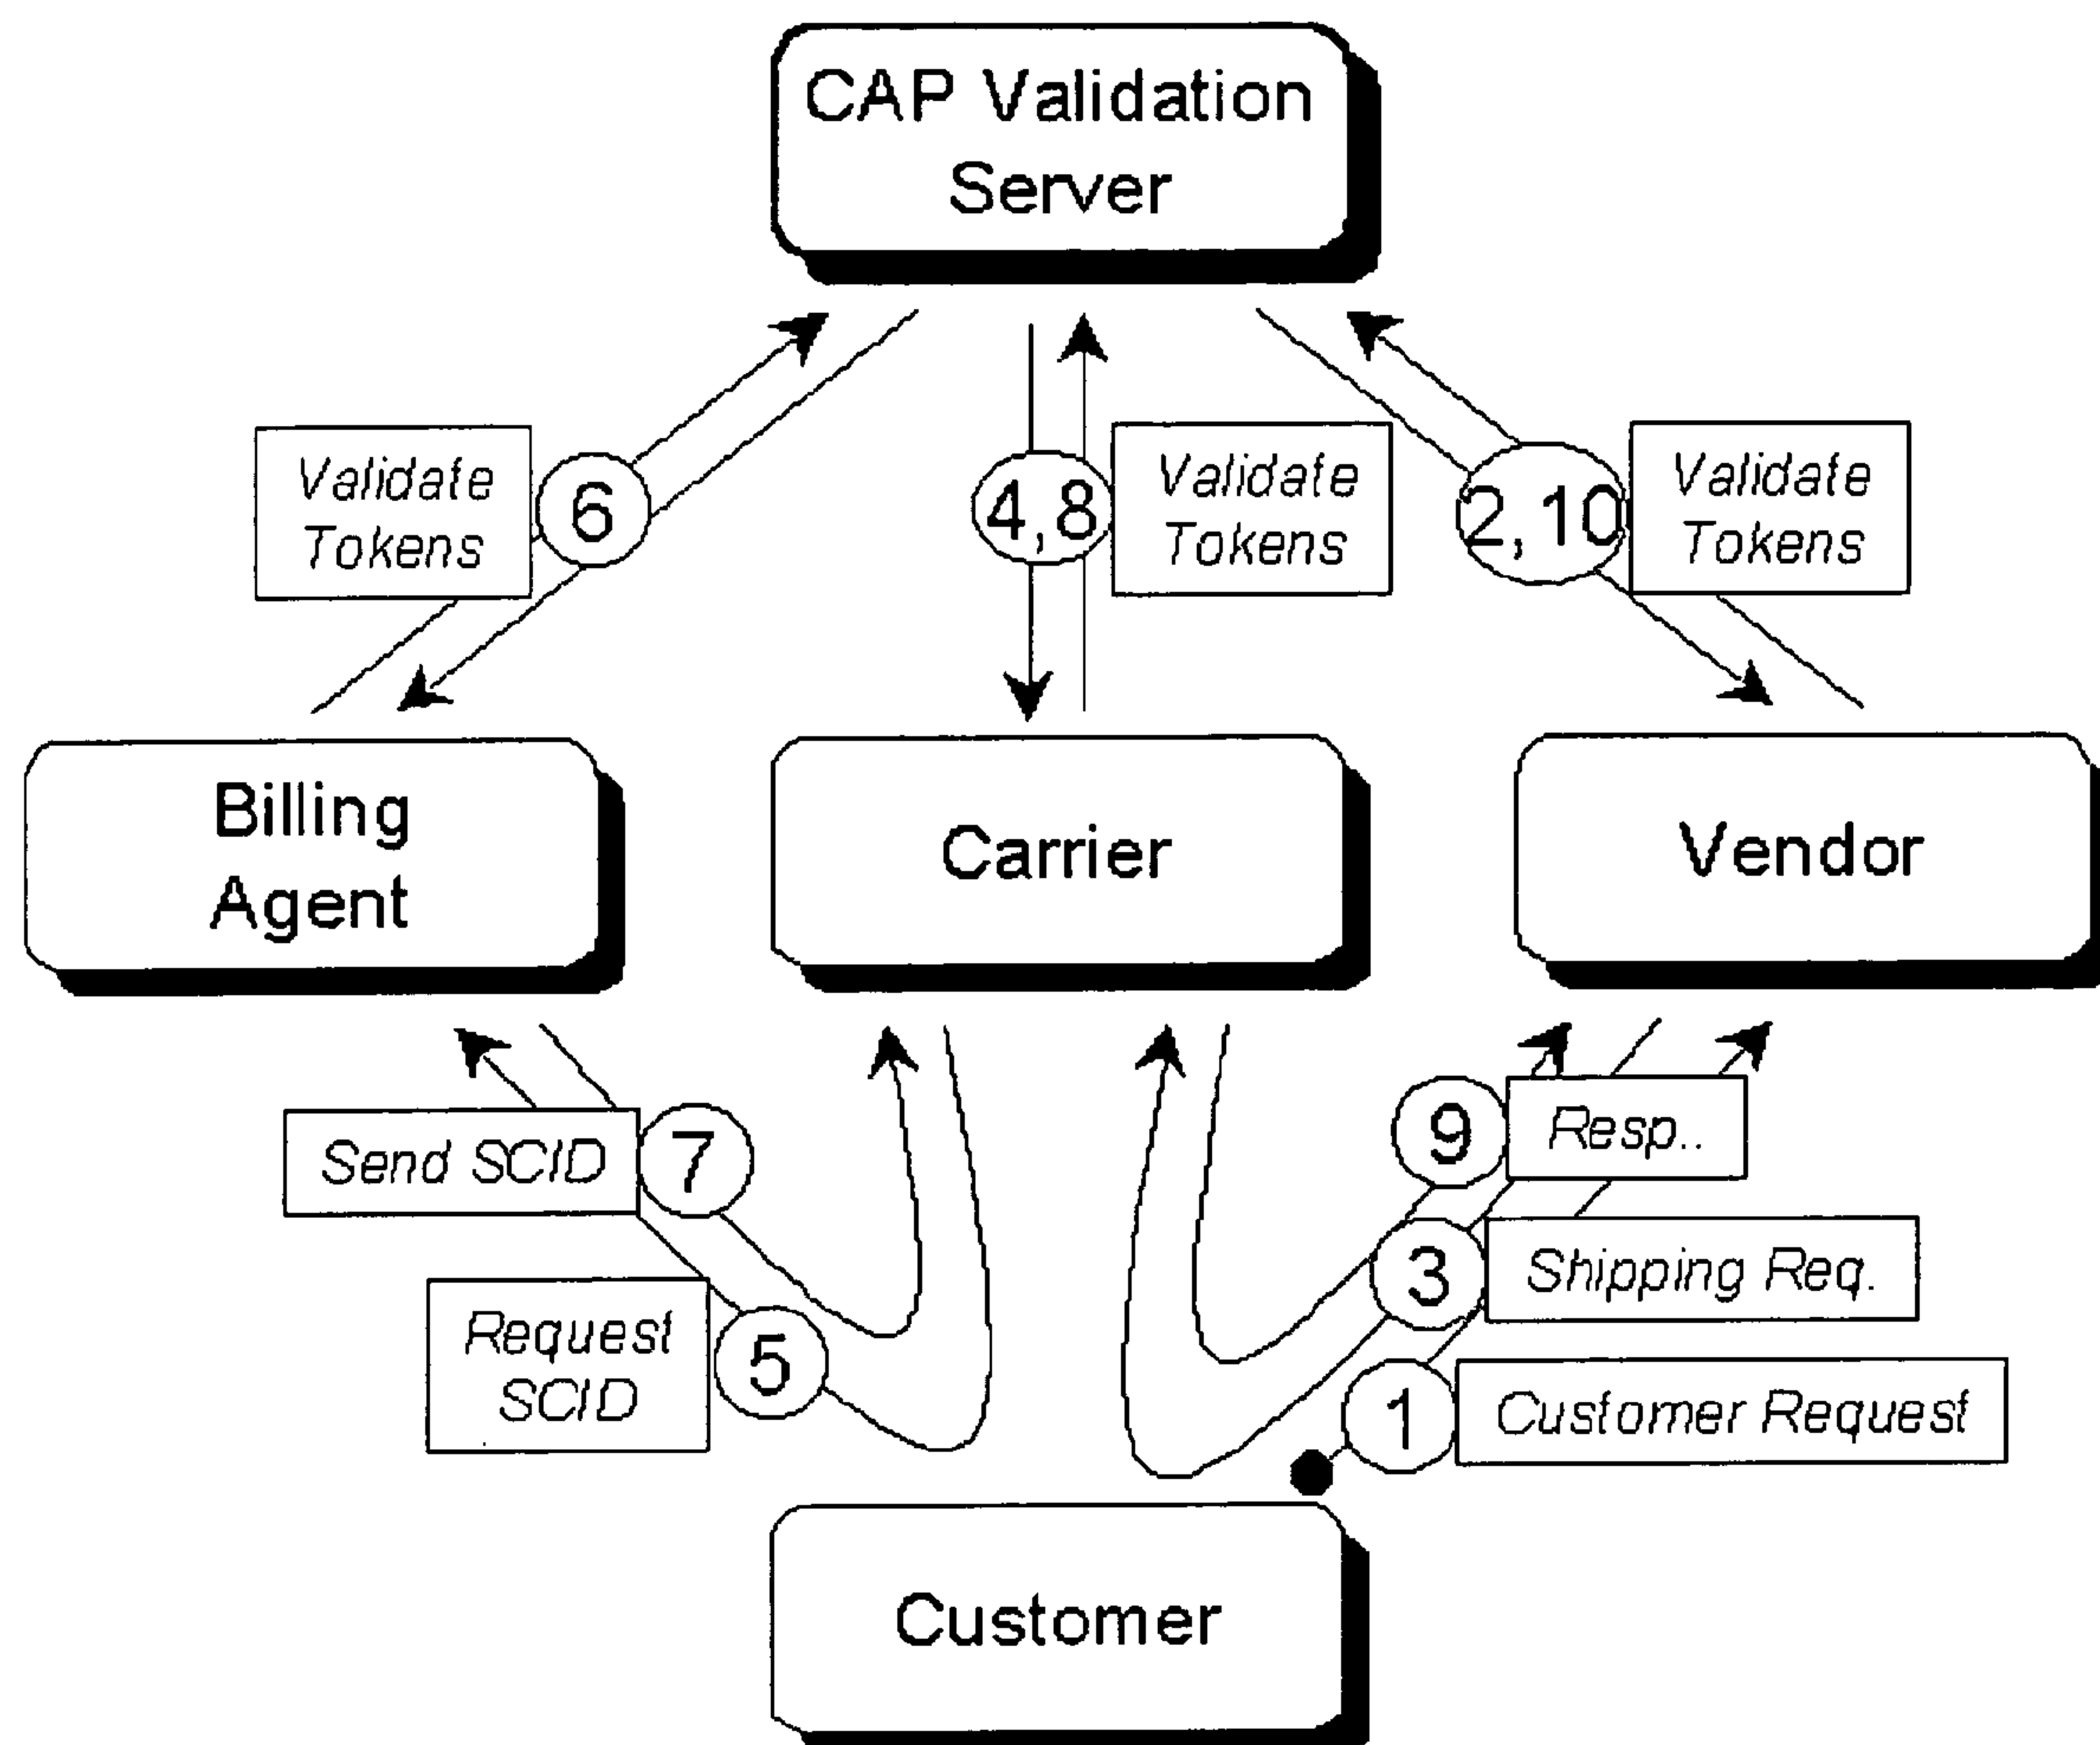 CAP Validation
Server
Validate
Tokens
6
4,8
Validate
Tokens
2,10
Validate
Tokens
Billing
Agent
Carrier
Vendor
Send SCID
7
9
Resp..
3
Shipping Req.
Request
SCID
5
1
Customer Request
Customer